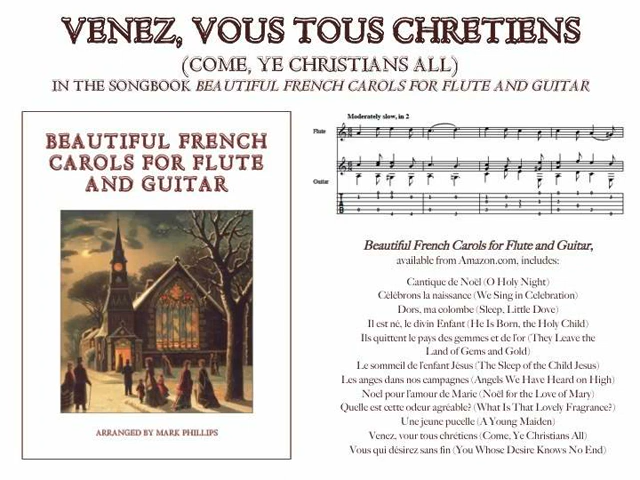 VENEZ, VOUS TOUS CHRETIENS
(COME, YE CHRISTIANS ALL)
IN THE SONGBOOK BEAUTIFUL FRENCH CAROLS FOR FLUTE AND GUITAR
BEAUTIFUL FRENCH
CAROLS FOR FLUTE
AND GUITAR
ARRANGED BY MARK PHILLIPS
Moderately slow, in 2
Flute
Guitar
Beautiful French Carols for Flute and Guitar,
available from Amazon.com, includes:
Cantique de Noël (O Holy Night)
Célébrons la naissance (We Sing in Celebration)
Dors, ma colombe (Sleep, Little Dove)
Il est né, le divin Enfant (He Is Born, the Holy Child)
Ils quittent le pays des gemmes et de l'or (They Leave the
Land of Gems and Gold)
Le sommeil de l'enfant Jésus (The Sleep of the Child Jesus)
Les anges dans nos campagnes (Angels We Have Heard on High)
Noel pour l'amour de Marie (Noël for the Love of Mary)
Quelle est cette odeur agréable? (What Is That Lovely Fragrance?)
Une jeune pucelle (A Young Maiden)
Venez, vour tous chrétiens (Come, Ye Christians All)
Vous qui désirez sans fin (You Whose Desire Knows No End)